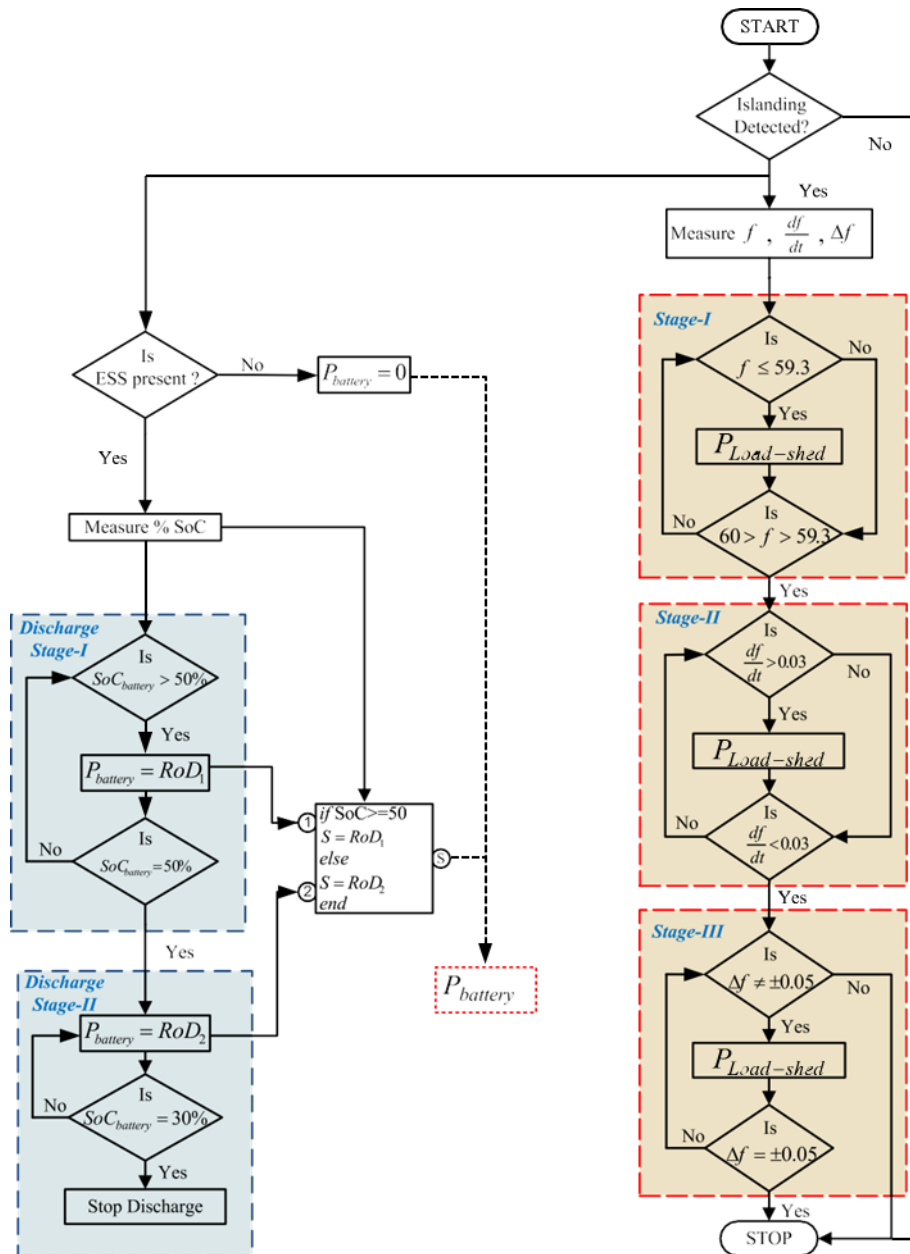 START
Islanding
Detected?
No
Yes
Measure f , df/dt , Δf
Is
ESS present ?
No
P_battery = 0
Yes
Measure % SoC
Discharge
Stage-I
Is
SoC_battery > 50%
Yes
P_battery = RoD_1
Is
SoC_battery = 50%
No
Yes
1
if SoC>=50
S = RoD_1
else
2
S = RoD_2
end
S
P_battery
Discharge
Stage-II
P_battery = RoD_2
Is
SoC_battery = 30%
No
Yes
Stop Discharge
Stage-I
Is
f ≤ 59.3
No
Yes
P_Load-shed
Is
60 > f > 59.3
No
Yes
Stage-II
Is
df/dt >0.03
No
Yes
P_Load-shed
Is
df/dt <0.03
No
Yes
Stage-III
Is
Δf ≠ ±0.05
No
Yes
P_Load-shed
Is
Δf = ±0.05
No
Yes
STOP